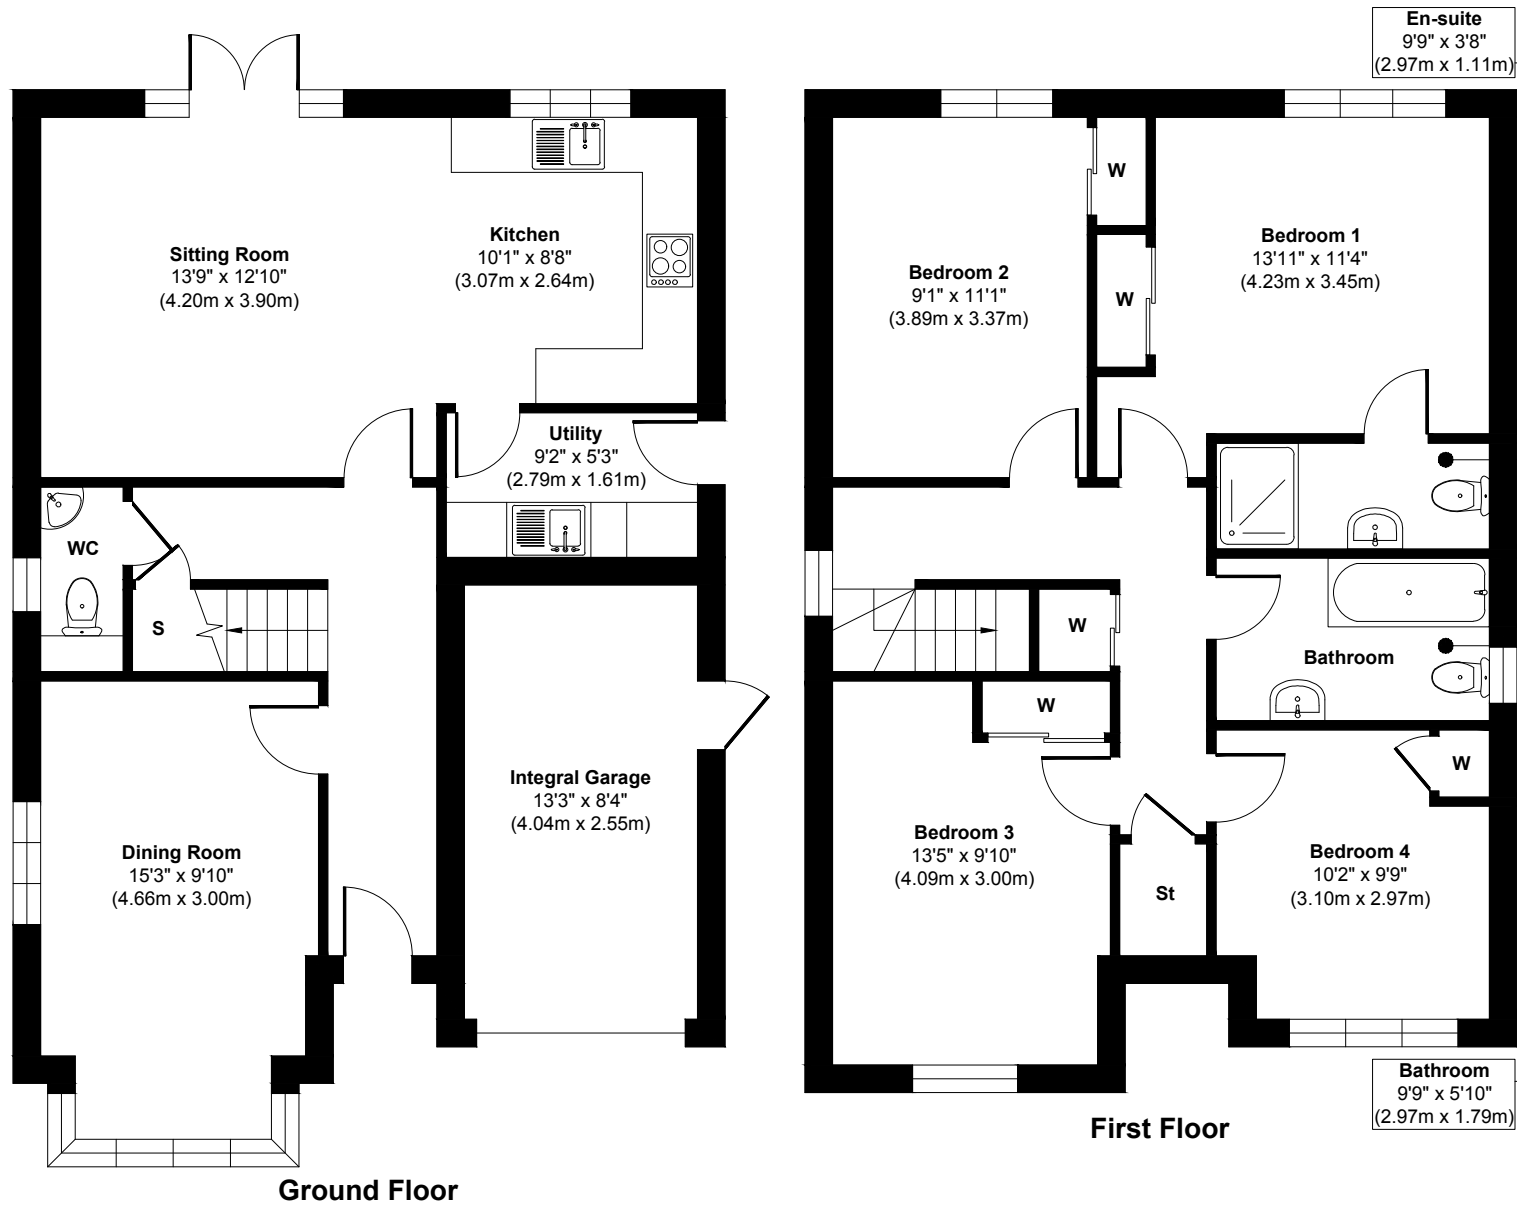 En-suite
9'9" x 3'8"
(2.97m x 1.11m)
Sitting Room
13'9" x 12'10"
(4.20m x 3.90m)
Kitchen
10'1" x 8'8"
(3.07m x 2.64m)
Utility
9'2" x 5'3"
(2.79m x 1.61m)
WC
S
Integral Garage
13'3" x 8'4"
(4.04m x 2.55m)
Dining Room
15'3" x 9'10"
(4.66m x 3.00m)
Ground Floor
W
W
Bedroom 1
13'11" x 11'4"
(4.23m x 3.45m)
Bedroom 2
9'1" x 11'1"
(3.89m x 3.37m)
W
Bathroom
W
W
Bedroom 3
13'5" x 9'10"
(4.09m x 3.00m)
St
Bedroom 4
10'2" x 9'9"
(3.10m x 2.97m)
Bathroom
9'9" x 5'10"
(2.97m x 1.79m)
First Floor